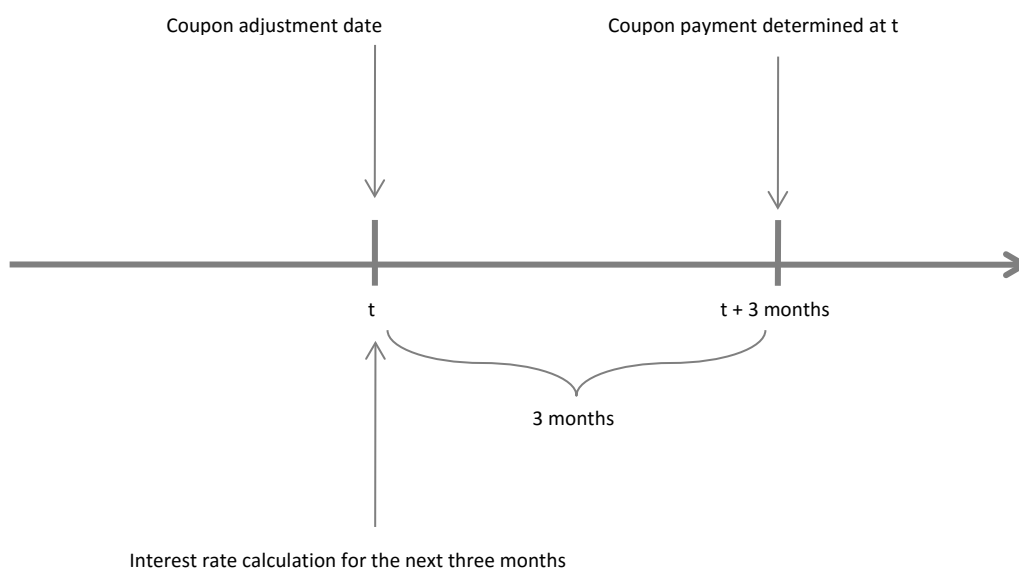 Coupon adjustment date
Coupon payment determined at t
t
t + 3 months
3 months
Interest rate calculation for the next three months